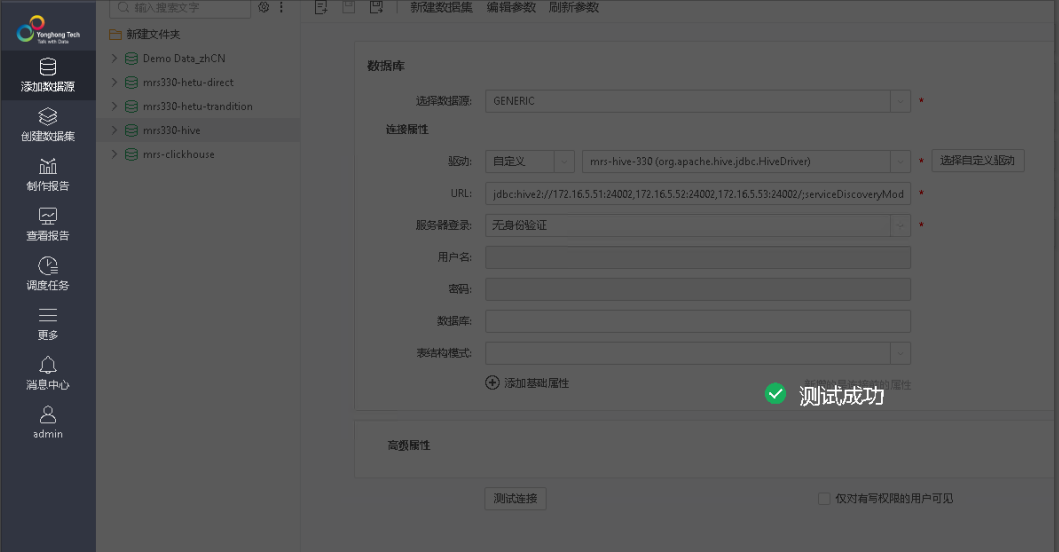 Yonghong Tech
Talk with Data
添加数据源
创建数据集
制作报告
查看报告
调度任务
更多
消息中心
admin
输入搜索文字
新建文件夹
Demo Data_zhCN
mrs330-hetu-direct
mrs330-hetu-trandition
mrs330-hive
mrs-clickhouse
新建数据集 编辑参数 刷新参数
数据库
选择数据源: GENERIC *
连接属性
驱动: 自定义 mrs-hive-330 (org.apache.hive.jdbc.HiveDriver) * 选择自定义驱动
URL: jdbc:hive2://172.16.5.51:24002,172.16.5.52:24002,172.16.5.53:24002/;serviceDiscoveryMod *
服务器登录: 无身份验证 *
用户名:
密码:
数据库:
表结构模式:
添加基础属性
的属性
测试成功
高级属性
测试连接 仅对有写权限的用户可见